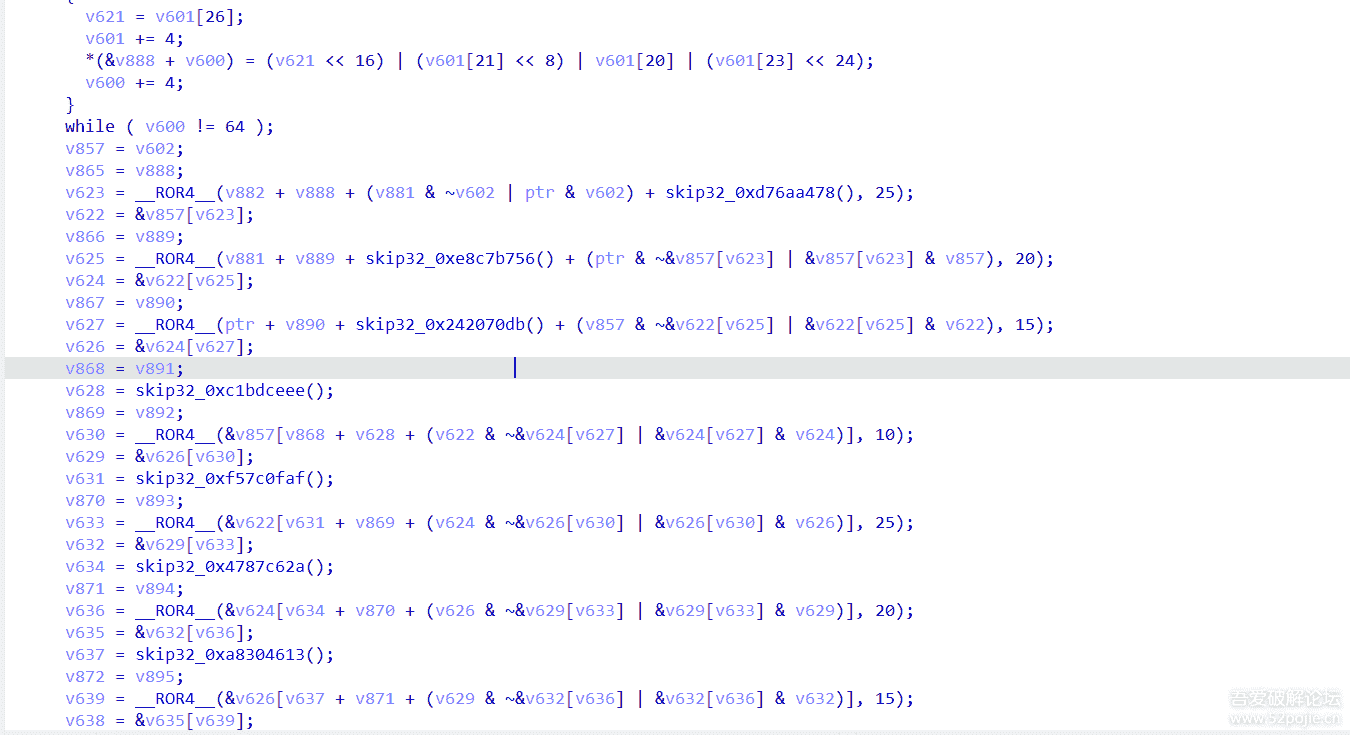 {
v621 = v601[26];
v601 += 4;
*(&v888 + v600) = (v621 << 16) | (v601[21] << 8) | v601[20] | (v601[23] << 24);
v600 += 4;
}
while ( v600 != 64 );
v857 = v602;
v865 = v888;
v623 = __ROR4__(v882 + v888 + (v881 & ~v602 | ptr & v602) + skip32_0xd76aa478(), 25);
v622 = &v857[v623];
v866 = v889;
v625 = __ROR4__(v881 + v889 + skip32_0xe8c7b756() + (ptr & ~&v857[v623] | &v857[v623] & v857), 20);
v624 = &v622[v625];
v867 = v890;
v627 = __ROR4__(ptr + v890 + skip32_0x242070db() + (v857 & ~&v622[v625] | &v622[v625] & v622), 15);
v626 = &v624[v627];
v868 = v891;
v628 = skip32_0xc1bdceee();
v869 = v892;
v630 = __ROR4__(&v857[v868 + v628 + (v622 & ~&v624[v627] | &v624[v627] & v624)], 10);
v629 = &v626[v630];
v631 = skip32_0xf57c0faf();
v870 = v893;
v633 = __ROR4__(&v622[v631 + v869 + (v624 & ~&v626[v630] | &v626[v630] & v626)], 25);
v632 = &v629[v633];
v634 = skip32_0x4787c62a();
v871 = v894;
v636 = __ROR4__(&v624[v634 + v870 + (v626 & ~&v629[v633] | &v629[v633] & v629)], 20);
v635 = &v632[v636];
v637 = skip32_0xa8304613();
v872 = v895;
v639 = __ROR4__(&v626[v637 + v871 + (v629 & ~&v632[v636] | &v632[v636] & v632)], 15);
v638 = &v635[v639];
吾爱破解论坛
www.52pojie.cn